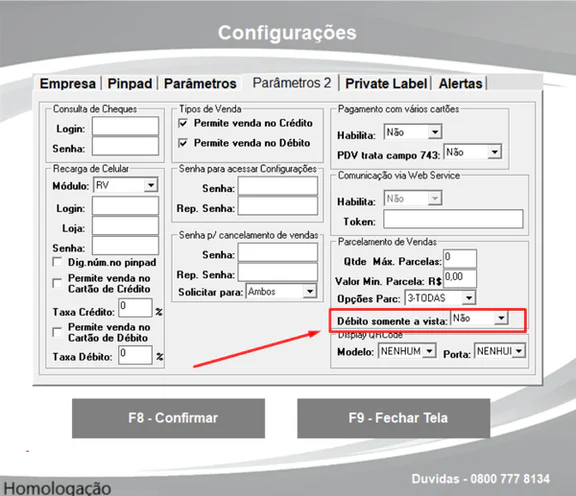 Configurações
Empresa
Pinpad
Parâmetros
Parâmetros 2
Private Label
Alertas
Consulta de Cheques
Login:
Senha:
Recarga de Celular
Módulo: RV
Login:
Loja:
Senha:
Dig.núm.no pinpad
Permite venda no
Cartão de Crédito
Taxa Crédito: 0 %
Permite venda no
Cartão de Débito
Taxa Débito: 0 %
Tipos de Venda
Permite venda no Crédito
Permite venda no Débito
Senha para acessar Configurações
Senha:
Rep. Senha:
Senha p/ cancelamento de vendas
Senha:
Rep. Senha:
Solicitar para: Ambos
Pagamento com vários cartões
Habilita: Não
PDV trata campo 743: Não
Comunicação via Web Service
Habilita: Não
Token:
Parcelamento de Vendas
Qtde Máx. Parcelas: 0
Valor Min. Parcela: R$ 0,00
Opções Parc: 3-TODAS
Débito somente a vista: Não
Display QRCode
Modelo: NENHUM Porta: NENHUI
F8 - Confirmar
F9 - Fechar Tela
Homologação
Duvidas - 0800 777 8134